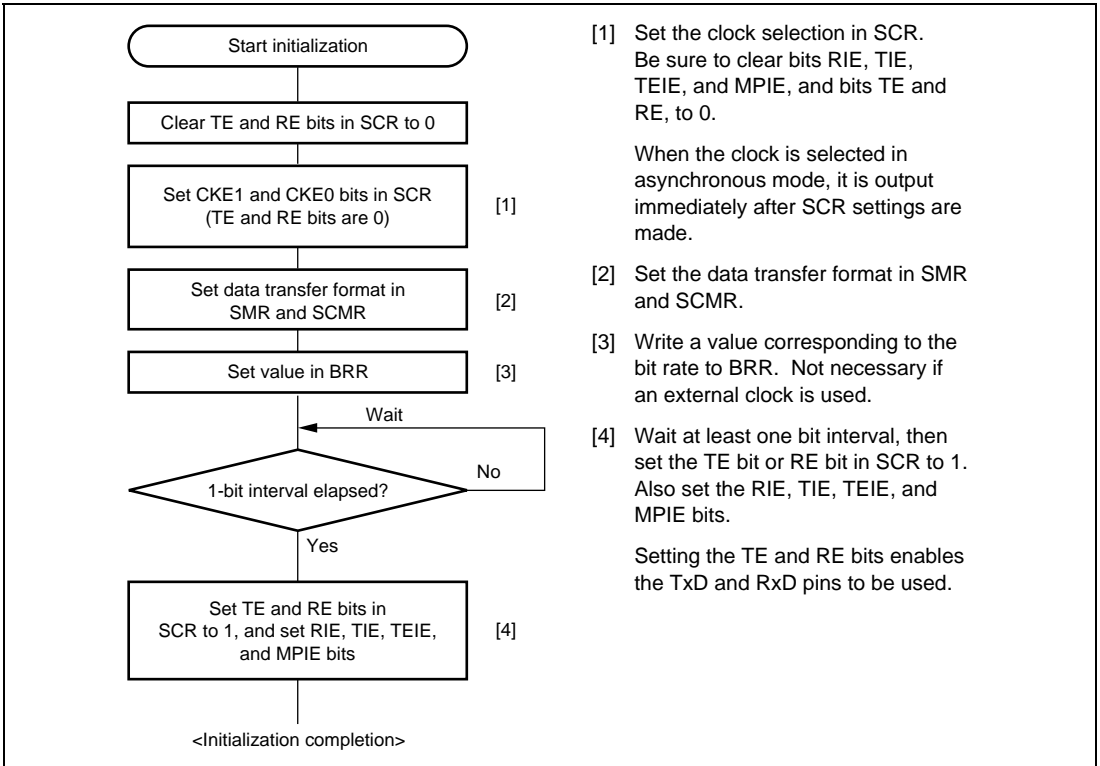 Start initialization
Clear TE and RE bits in SCR to 0
Set CKE1 and CKE0 bits in SCR
(TE and RE bits are 0)
[1]
Set data transfer format in
SMR and SCMR
[2]
Set value in BRR
[3]
Wait
1-bit interval elapsed?
No
Yes
Set TE and RE bits in
SCR to 1, and set RIE, TIE, TEIE,
and MPIE bits
[4]
<Initialization completion>
[1] Set the clock selection in SCR.
Be sure to clear bits RIE, TIE,
TEIE, and MPIE, and bits TE and
RE, to 0.
When the clock is selected in
asynchronous mode, it is output
immediately after SCR settings are
made.
[2] Set the data transfer format in SMR
and SCMR.
[3] Write a value corresponding to the
bit rate to BRR. Not necessary if
an external clock is used.
[4] Wait at least one bit interval, then
set the TE bit or RE bit in SCR to 1.
Also set the RIE, TIE, TEIE, and
MPIE bits.
Setting the TE and RE bits enables
the TxD and RxD pins to be used.